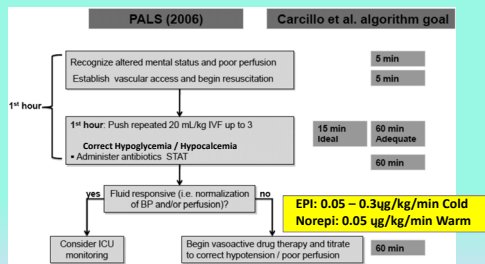 PALS (2006)
Carcillo et al. algorithm goal
Recognize altered mental status and poor perfusion
Establish vascular access and begin resuscitation
5 min
5 min
1st hour
1st hour: Push repeated 20 mL/kg IVF up to 3
Correct Hypoglycemia / Hypocalcemia
• Administer antibiotics STAT
15 min
Ideal
60 min
Adequate
60 min
yes
Fluid responsive (i.e. normalization
of BP and/or perfusion)?
no
EPI: 0.05 – 0.3ųg/kg/min Cold
Norepi: 0.05 ųg/kg/min Warm
Consider ICU
monitoring
Begin vasoactive drug therapy and titrate
to correct hypotension / poor perfusion
60 min